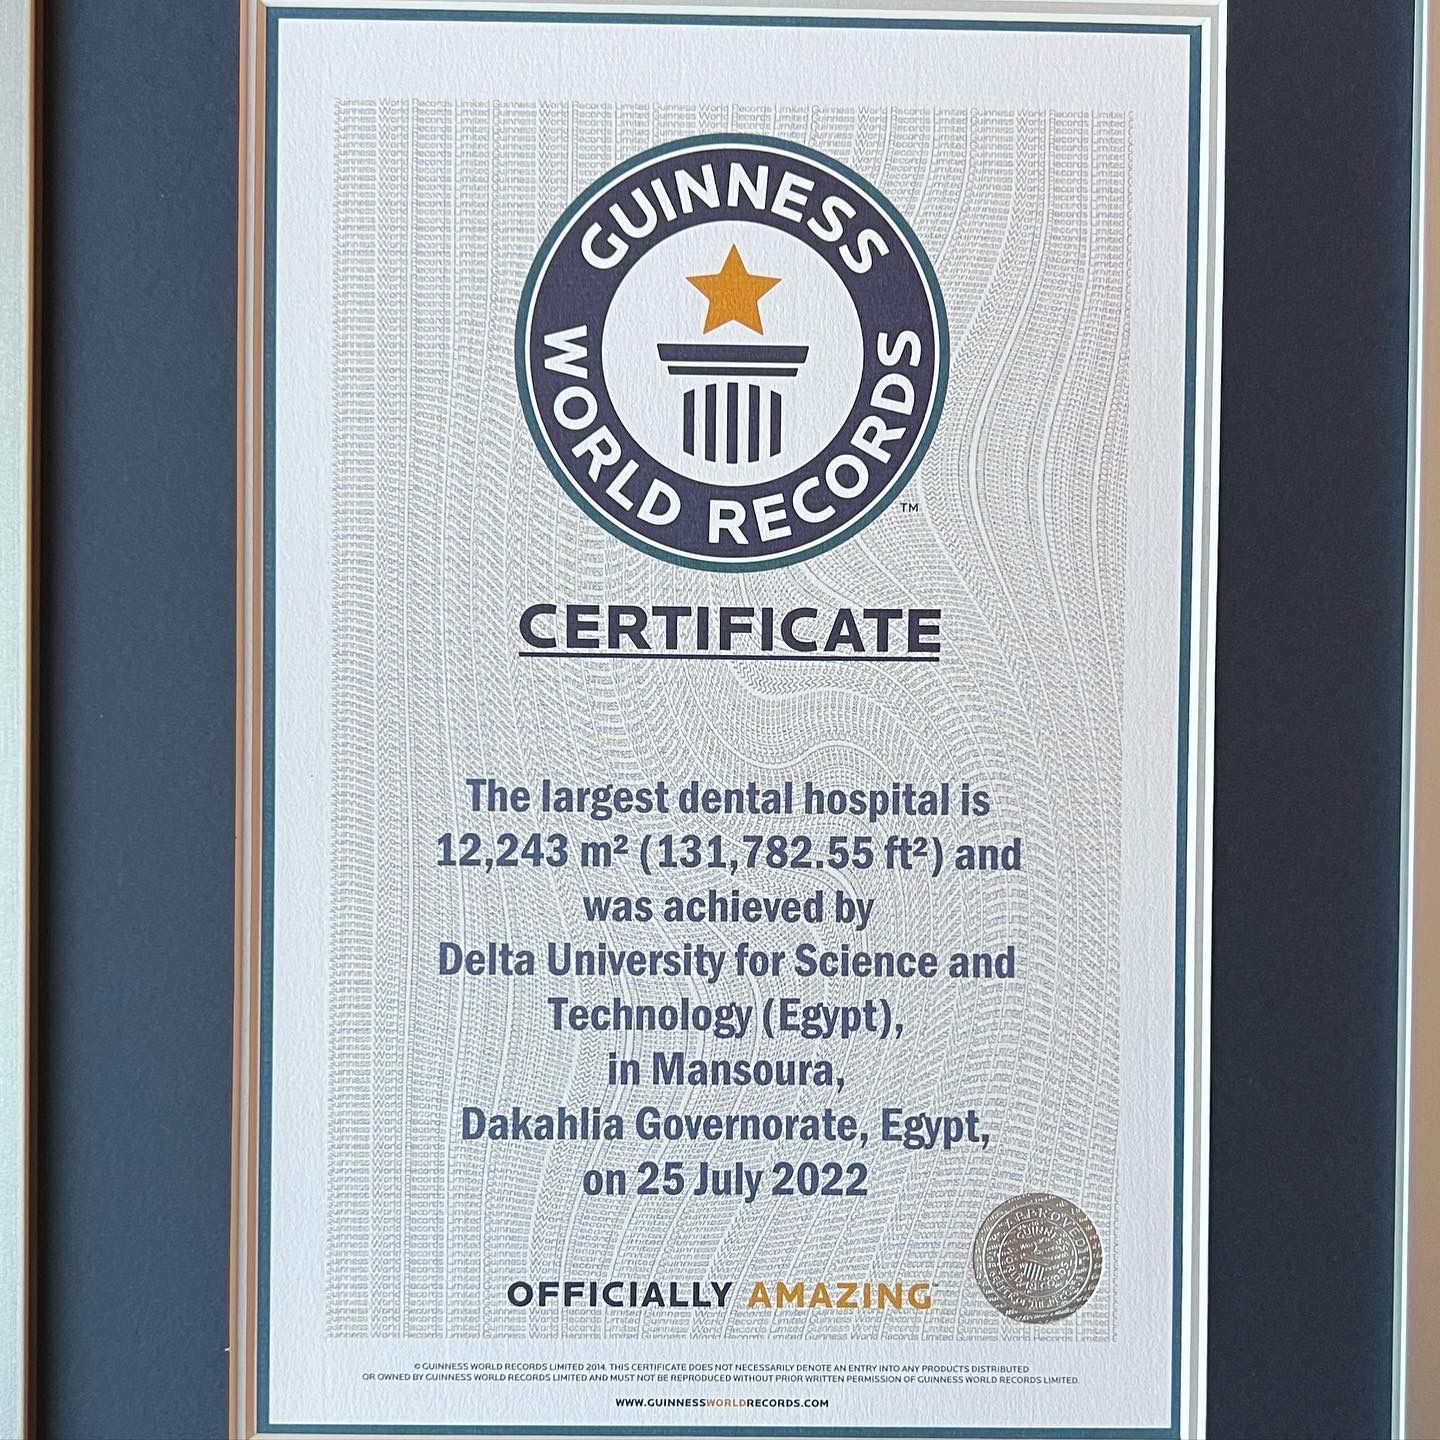 GUINNESS
WORLD RECORDS
TM
CERTIFICATE
The largest dental hospital is
12,243 m² (131,782.55 ft²) and
was achieved by
Delta University for Science and
Technology (Egypt),
in Mansoura,
Dakahlia Governorate, Egypt,
on 25 July 2022
OFFICIALLY AMAZING
© GUINNESS WORLD RECORDS LIMITED 2014. THIS CERTIFICATE DOES NOT NECESSARILY DENOTE AN ENTRY INTO ANY PRODUCTS DISTRIBUTED
OR OWNED BY GUINNESS WORLD RECORDS LIMITED AND MUST NOT BE REPRODUCED WITHOUT PRIOR WRITTEN PERMISSION OF GUINNESS WORLD RECORDS LIMITED.
WWW.GUINNESSWORLDRECORDS.COM